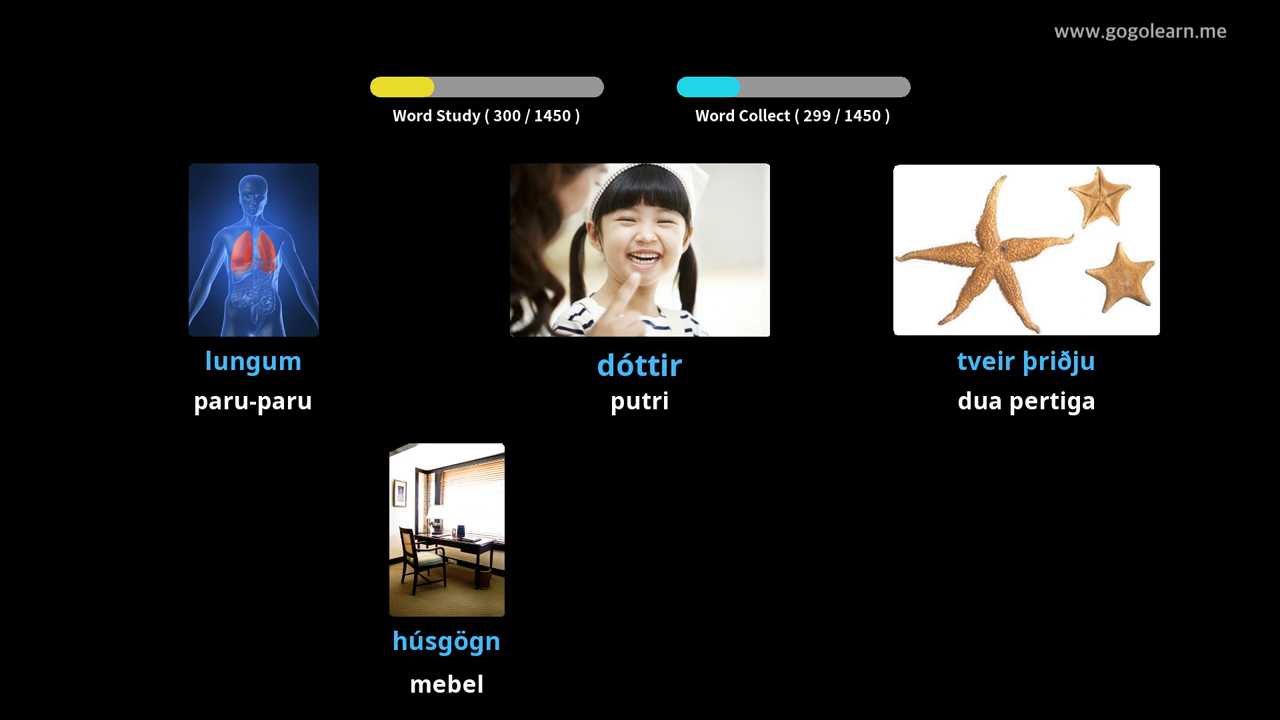 www.gogolearn.me
Word Study ( 300 / 1450 )
Word Collect ( 299 / 1450 )
lungum
dóttir
tveir þriðju
paru-paru
putri
dua pertiga
húsgögn
mebel